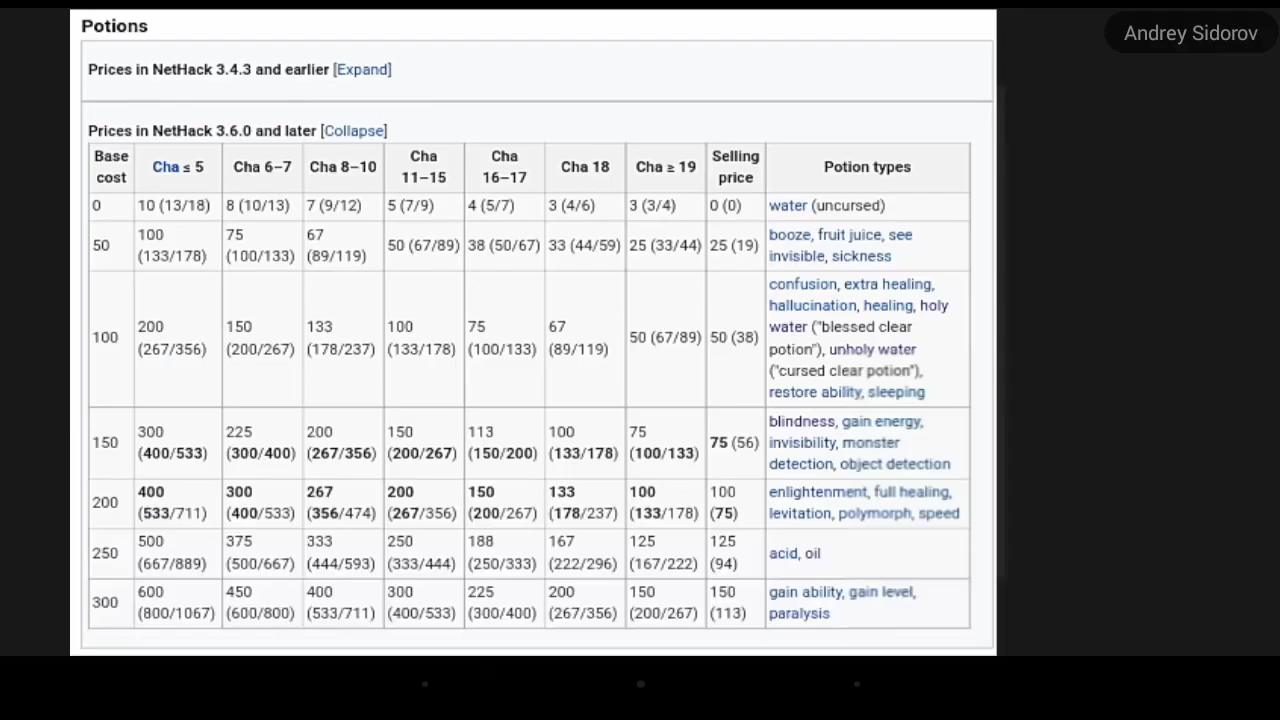 Andrey Sidorov
Potions
Prices in NetHack 3.4.3 and earlier [Expand]
Prices in NetHack 3.6.0 and later [Collapse]
Base cost Cha ≤ 5 Cha 6–7 Cha 8–10 Cha 11–15 Cha 16–17 Cha 18 Cha ≥ 19 Selling price Potion types
0 10 (13/18) 8 (10/13) 7 (9/12) 5 (7/9) 4 (5/7) 3 (4/6) 3 (3/4) 0 (0) water (uncursed)
50 100 (133/178) 75 (100/133) 67 (89/119) 50 (67/89) 38 (50/67) 33 (44/59) 25 (33/44) 25 (19) booze, fruit juice, see
invisible, sickness
100 200 (267/356) 150 (200/267) 133 (178/237) 100 (133/178) 75 (100/133) 67 (89/119) 50 (67/89) 50 (38) confusion, extra healing,
hallucination, healing, holy
water ("blessed clear
potion"), unholy water
("cursed clear potion"),
restore ability, sleeping
150 300 (400/533) 225 (300/400) 200 (267/356) 150 (200/267) 113 (150/200) 100 (133/178) 75 (100/133) 75 (56) blindness, gain energy,
invisibility, monster
detection, object detection
200 400 (533/711) 300 (400/533) 267 (356/474) 200 (267/356) 150 (200/267) 133 (178/237) 100 (133/178) 100 (75) enlightenment, full healing,
levitation, polymorph, speed
250 500 (667/889) 375 (500/667) 333 (444/593) 250 (333/444) 188 (250/333) 167 (222/296) 125 (167/222) 125 (94) acid, oil
300 600 (800/1067) 450 (600/800) 400 (533/711) 300 (400/533) 225 (300/400) 200 (267/356) 150 (200/267) 150 (113) gain ability, gain level,
paralysis